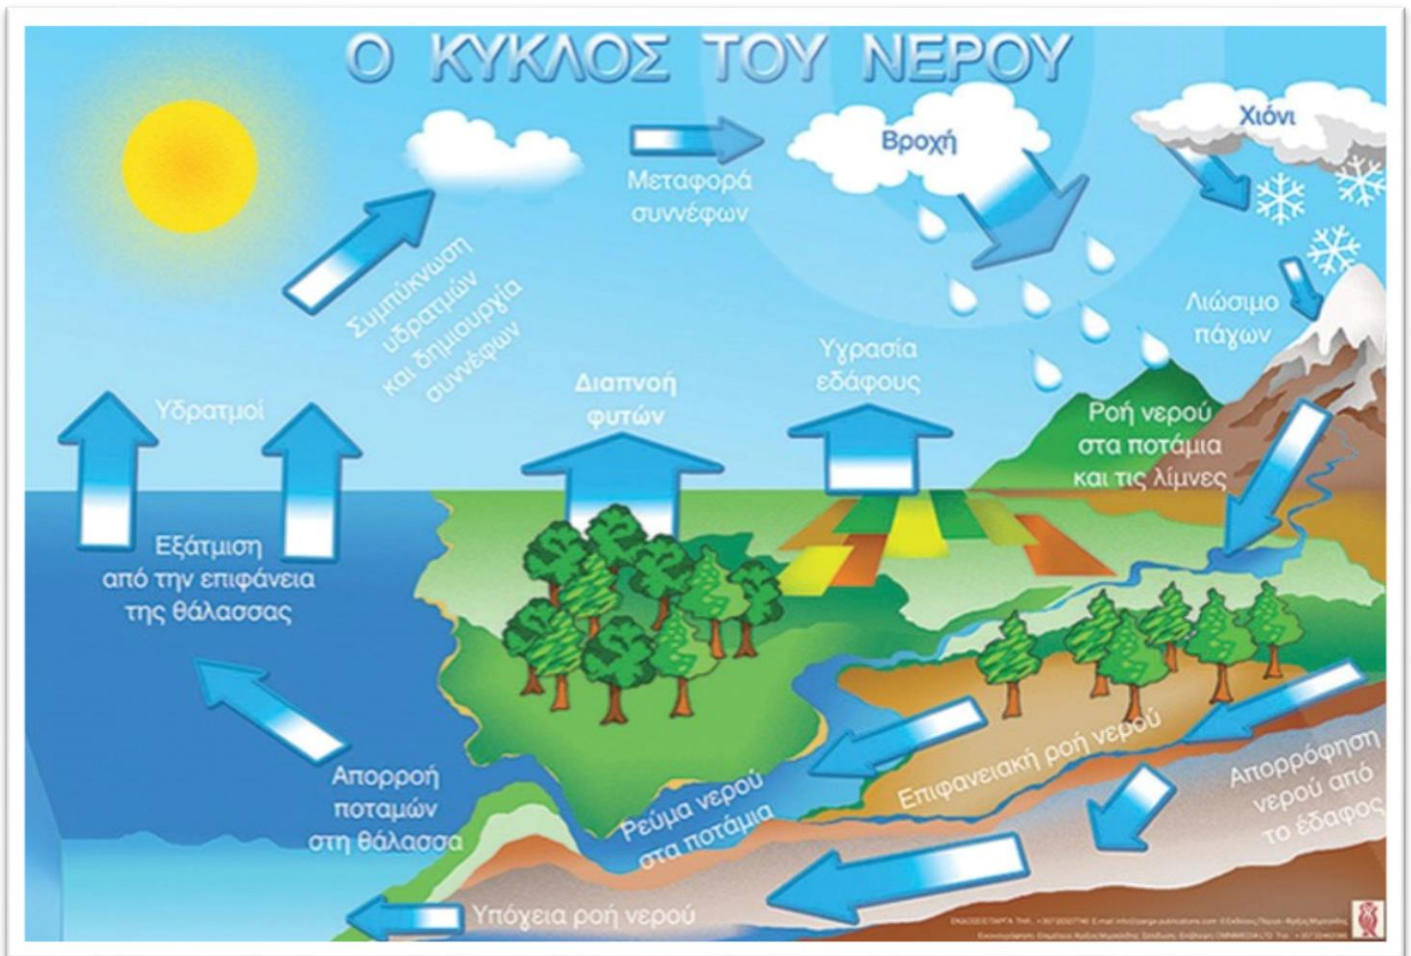 Ο ΚΥΚΛΟΣ ΤΟΥ ΝΕΡΟΥ
Χιόνι
Βροχή
Μεταφορά
συννέφων
Συμπύκνωση
υδρατμών
και δημιουργία
συννέφων
Λιώσιμο
πάγων
Υγρασία
εδάφους
Διαπνοή
φυτών
Υδρατμοί
Ροή νερού
στα ποτάμια
και τις λίμνες
Εξάτμιση
από την επιφάνεια
της θάλασσας
Επιφανειακή ροή νερού
Απορρόφηση
νερού από
το έδαφος
Απορροή
ποταμών
στη θάλασσα
Ρεύμα νερού
στα ποτάμια
Υπόγεια ροή νερού